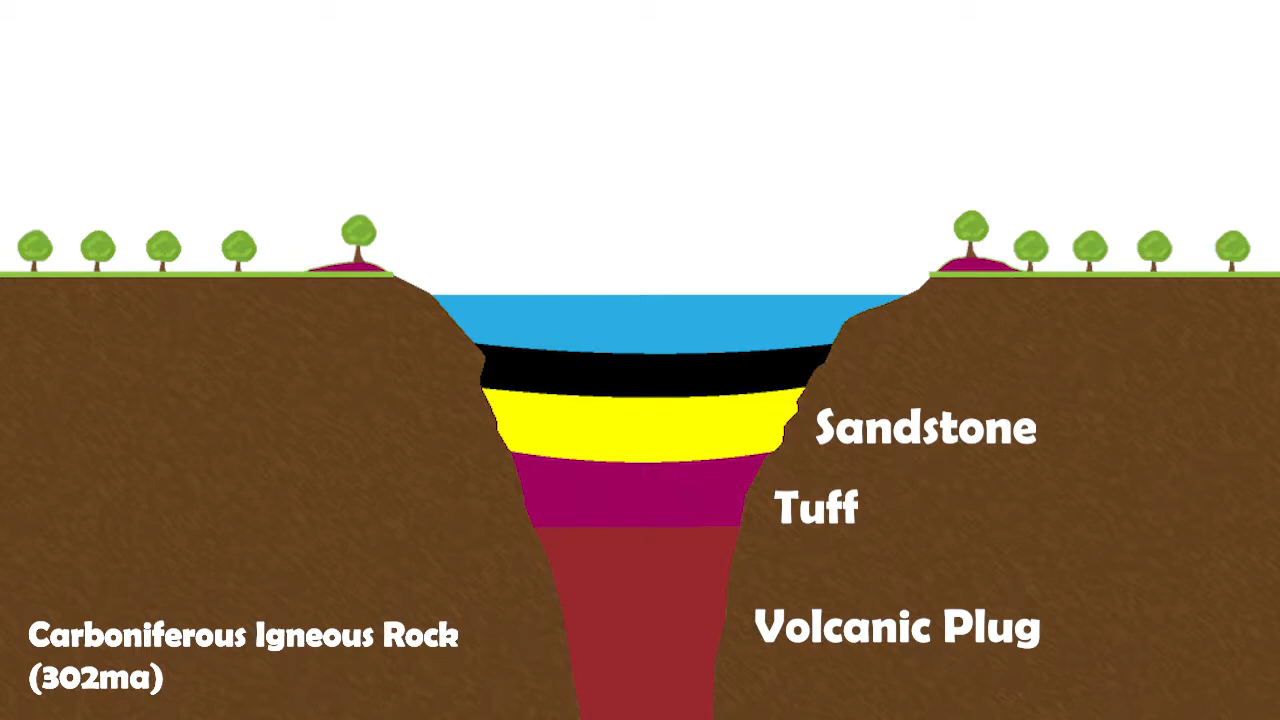 Sandstone
Tuff
Volcanic Plug
Carboniferous Igneous Rock
(302ma)